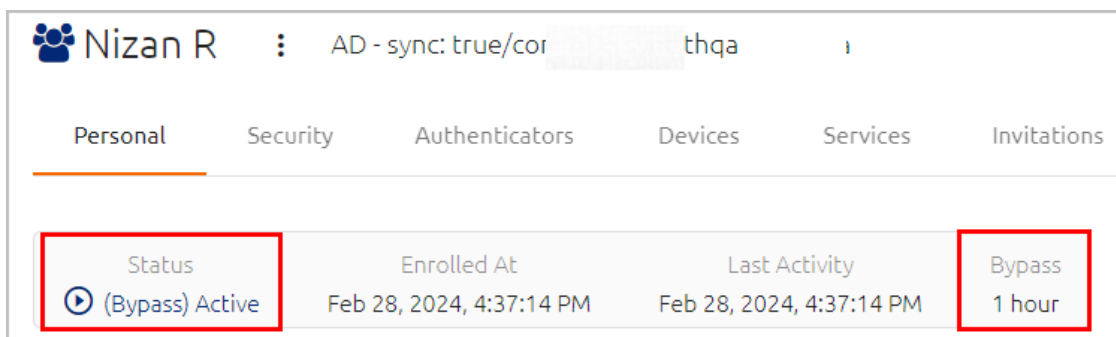 Nizan R AD - sync: true/cor thqa
Personal Security Authenticators Devices Services Invitations
Status Enrolled At Last Activity Bypass
(Bypass) Active Feb 28, 2024, 4:37:14 PM Feb 28, 2024, 4:37:14 PM 1 hour